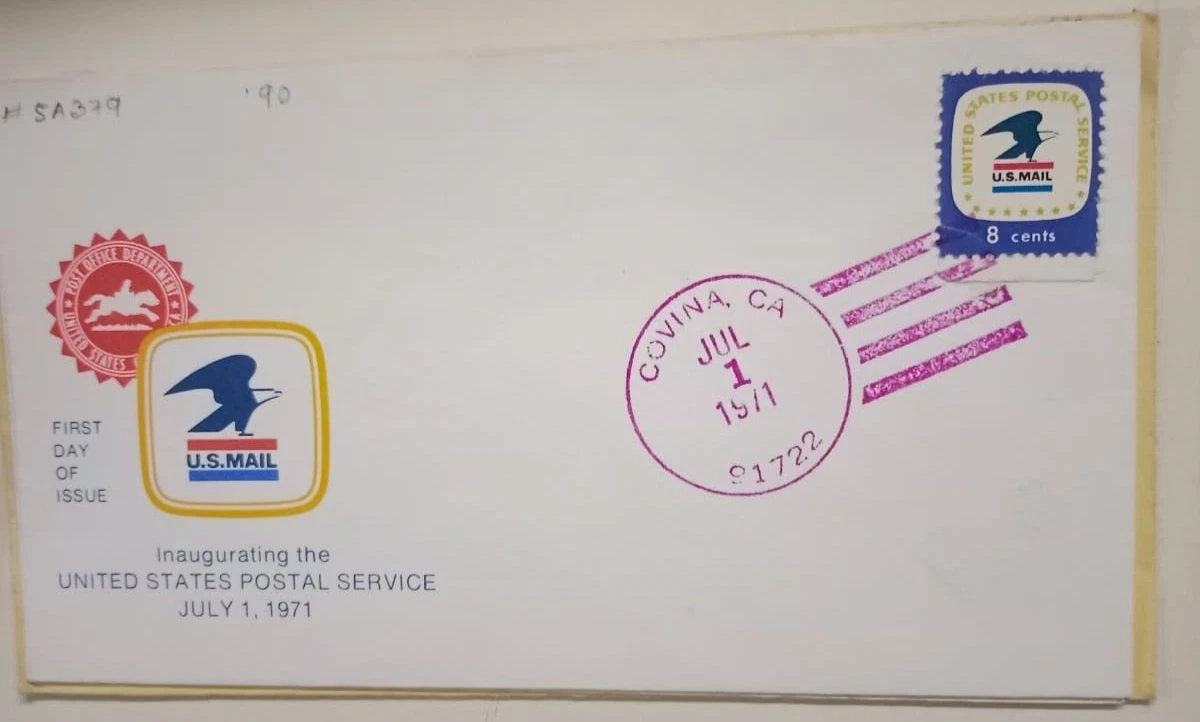 # 5A379 '90
UNITED STATES POSTAL SERVICE
U.S.MAIL
8 cents
POST OFFICE DEPARTMENT
UNITED STATES
U.S.MAIL
FIRST
DAY
OF
ISSUE
COVINA, CA
JUL
1
1971
91722
Inaugurating the
UNITED STATES POSTAL SERVICE
JULY 1, 1971